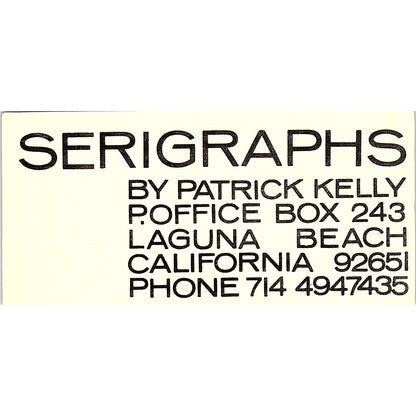 SERIGRAPHS
BY PATRICK KELLY
P.OFFICE BOX 243
LAGUNA BEACH
CALIFORNIA 92651
PHONE 714 4947435